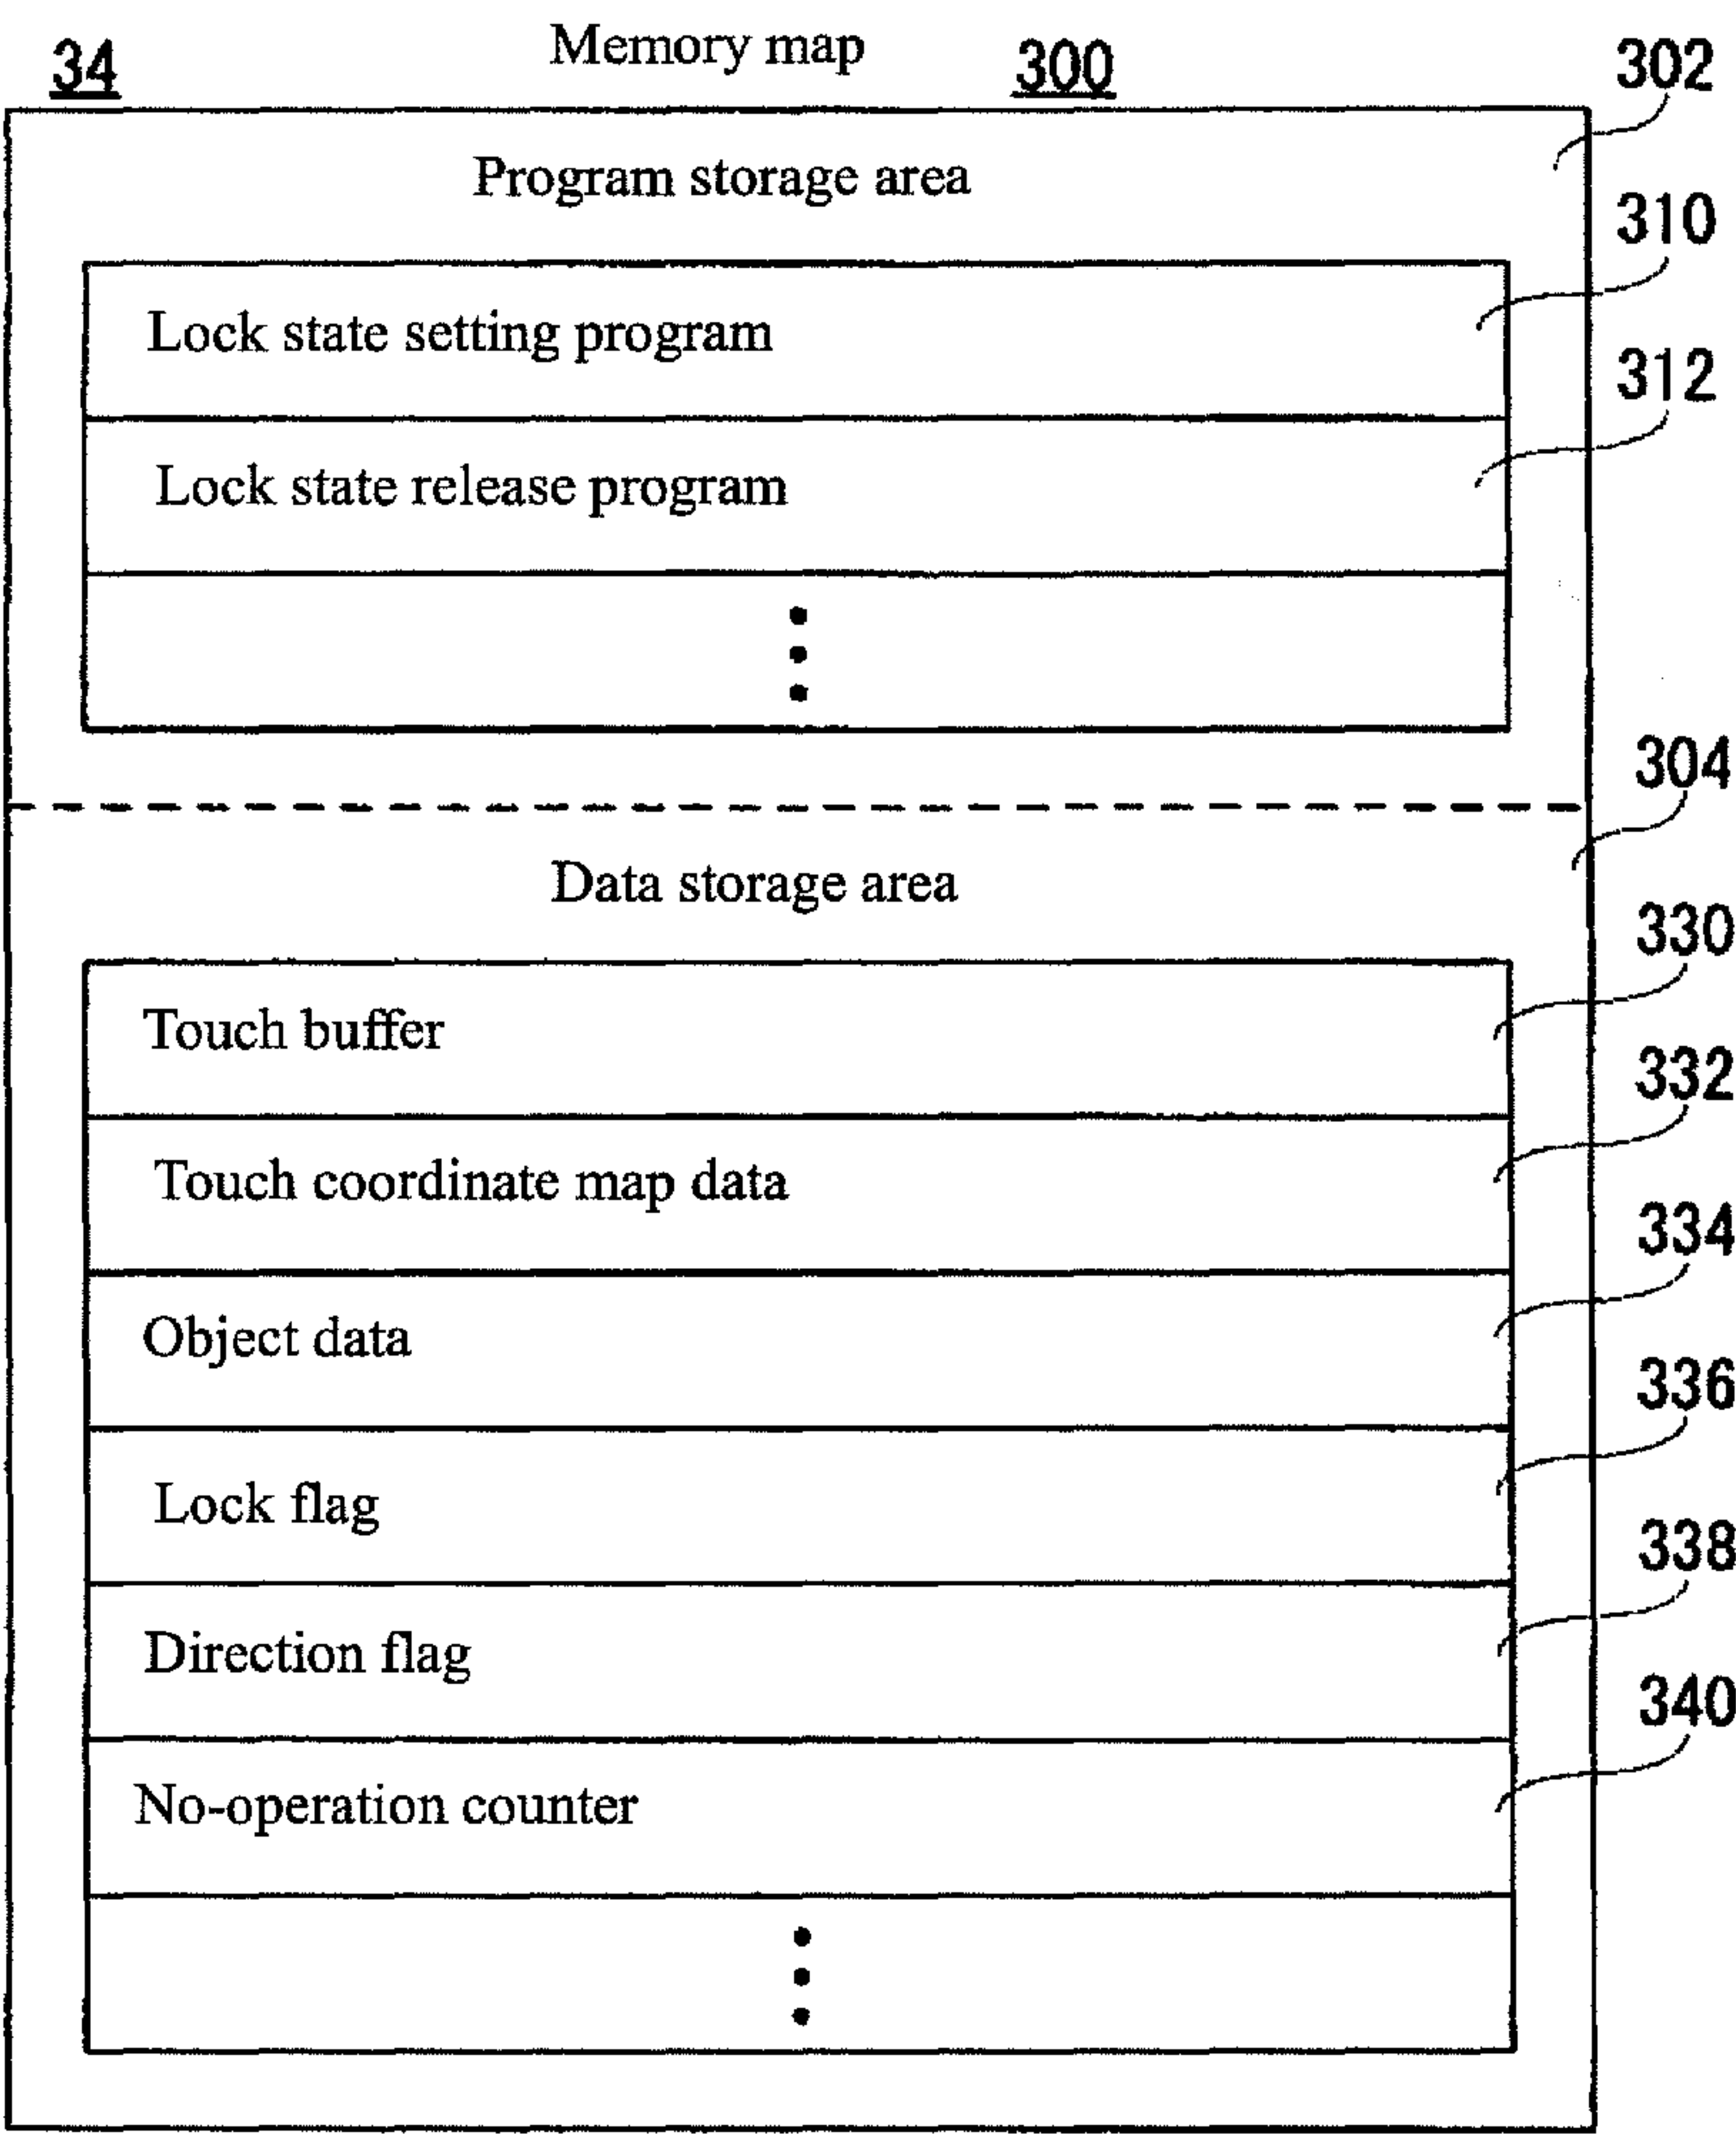 34 Memory map 300 302
Program storage area
310
Lock state setting program
312
Lock state release program
304
Data storage area
330
Touch buffer
332
Touch coordinate map data
334
Object data
336
Lock flag
338
Direction flag
340
No-operation counter